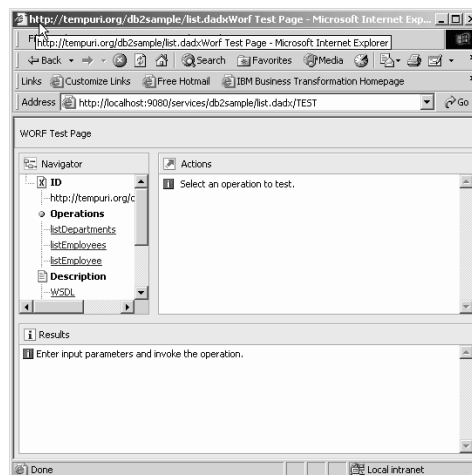 http://tempuri.org/db2sample/list.dadxWorf Test Page - Microsoft Internet Exp...
http://tempuri.org/db2sample/list.dadxWorf Test Page - Microsoft Internet Explorer
Back Search Favorites Media
Links Customize Links Free Hotmail IBM Business Transformation Homepage
Address http://localhost:9080/services/db2sample/list.dadx/TEST Go
WORF Test Page
Navigator
ID
http://tempuri.org/c
Operations
listDepartments
listEmployees
listEmployee
Description
WSDL
Actions
Select an operation to test.
Results
Enter input parameters and invoke the operation.
Done Local intranet